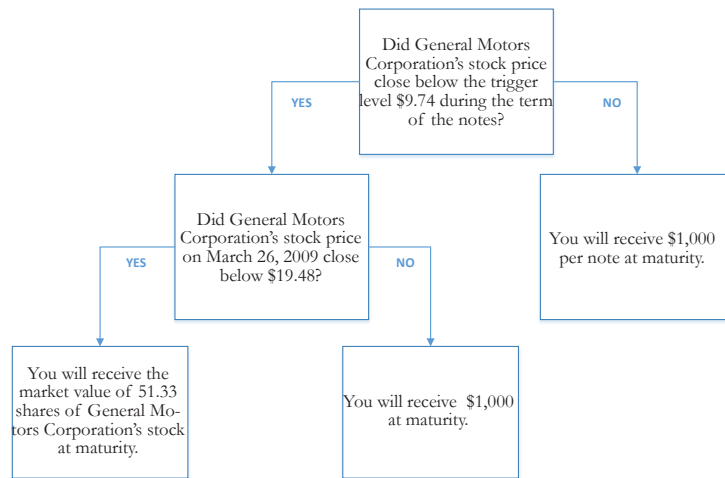 Did General Motors
Corporation's stock price
close below the trigger
level $9.74 during the term
of the notes?
YES
NO
Did General Motors
Corporation's stock price
on March 26, 2009 close
below $19.48?
You will receive $1,000
per note at maturity.
YES
NO
You will receive the
market value of 51.33
shares of General Mo-
tors Corporation's stock
at maturity.
You will receive $1,000
at maturity.